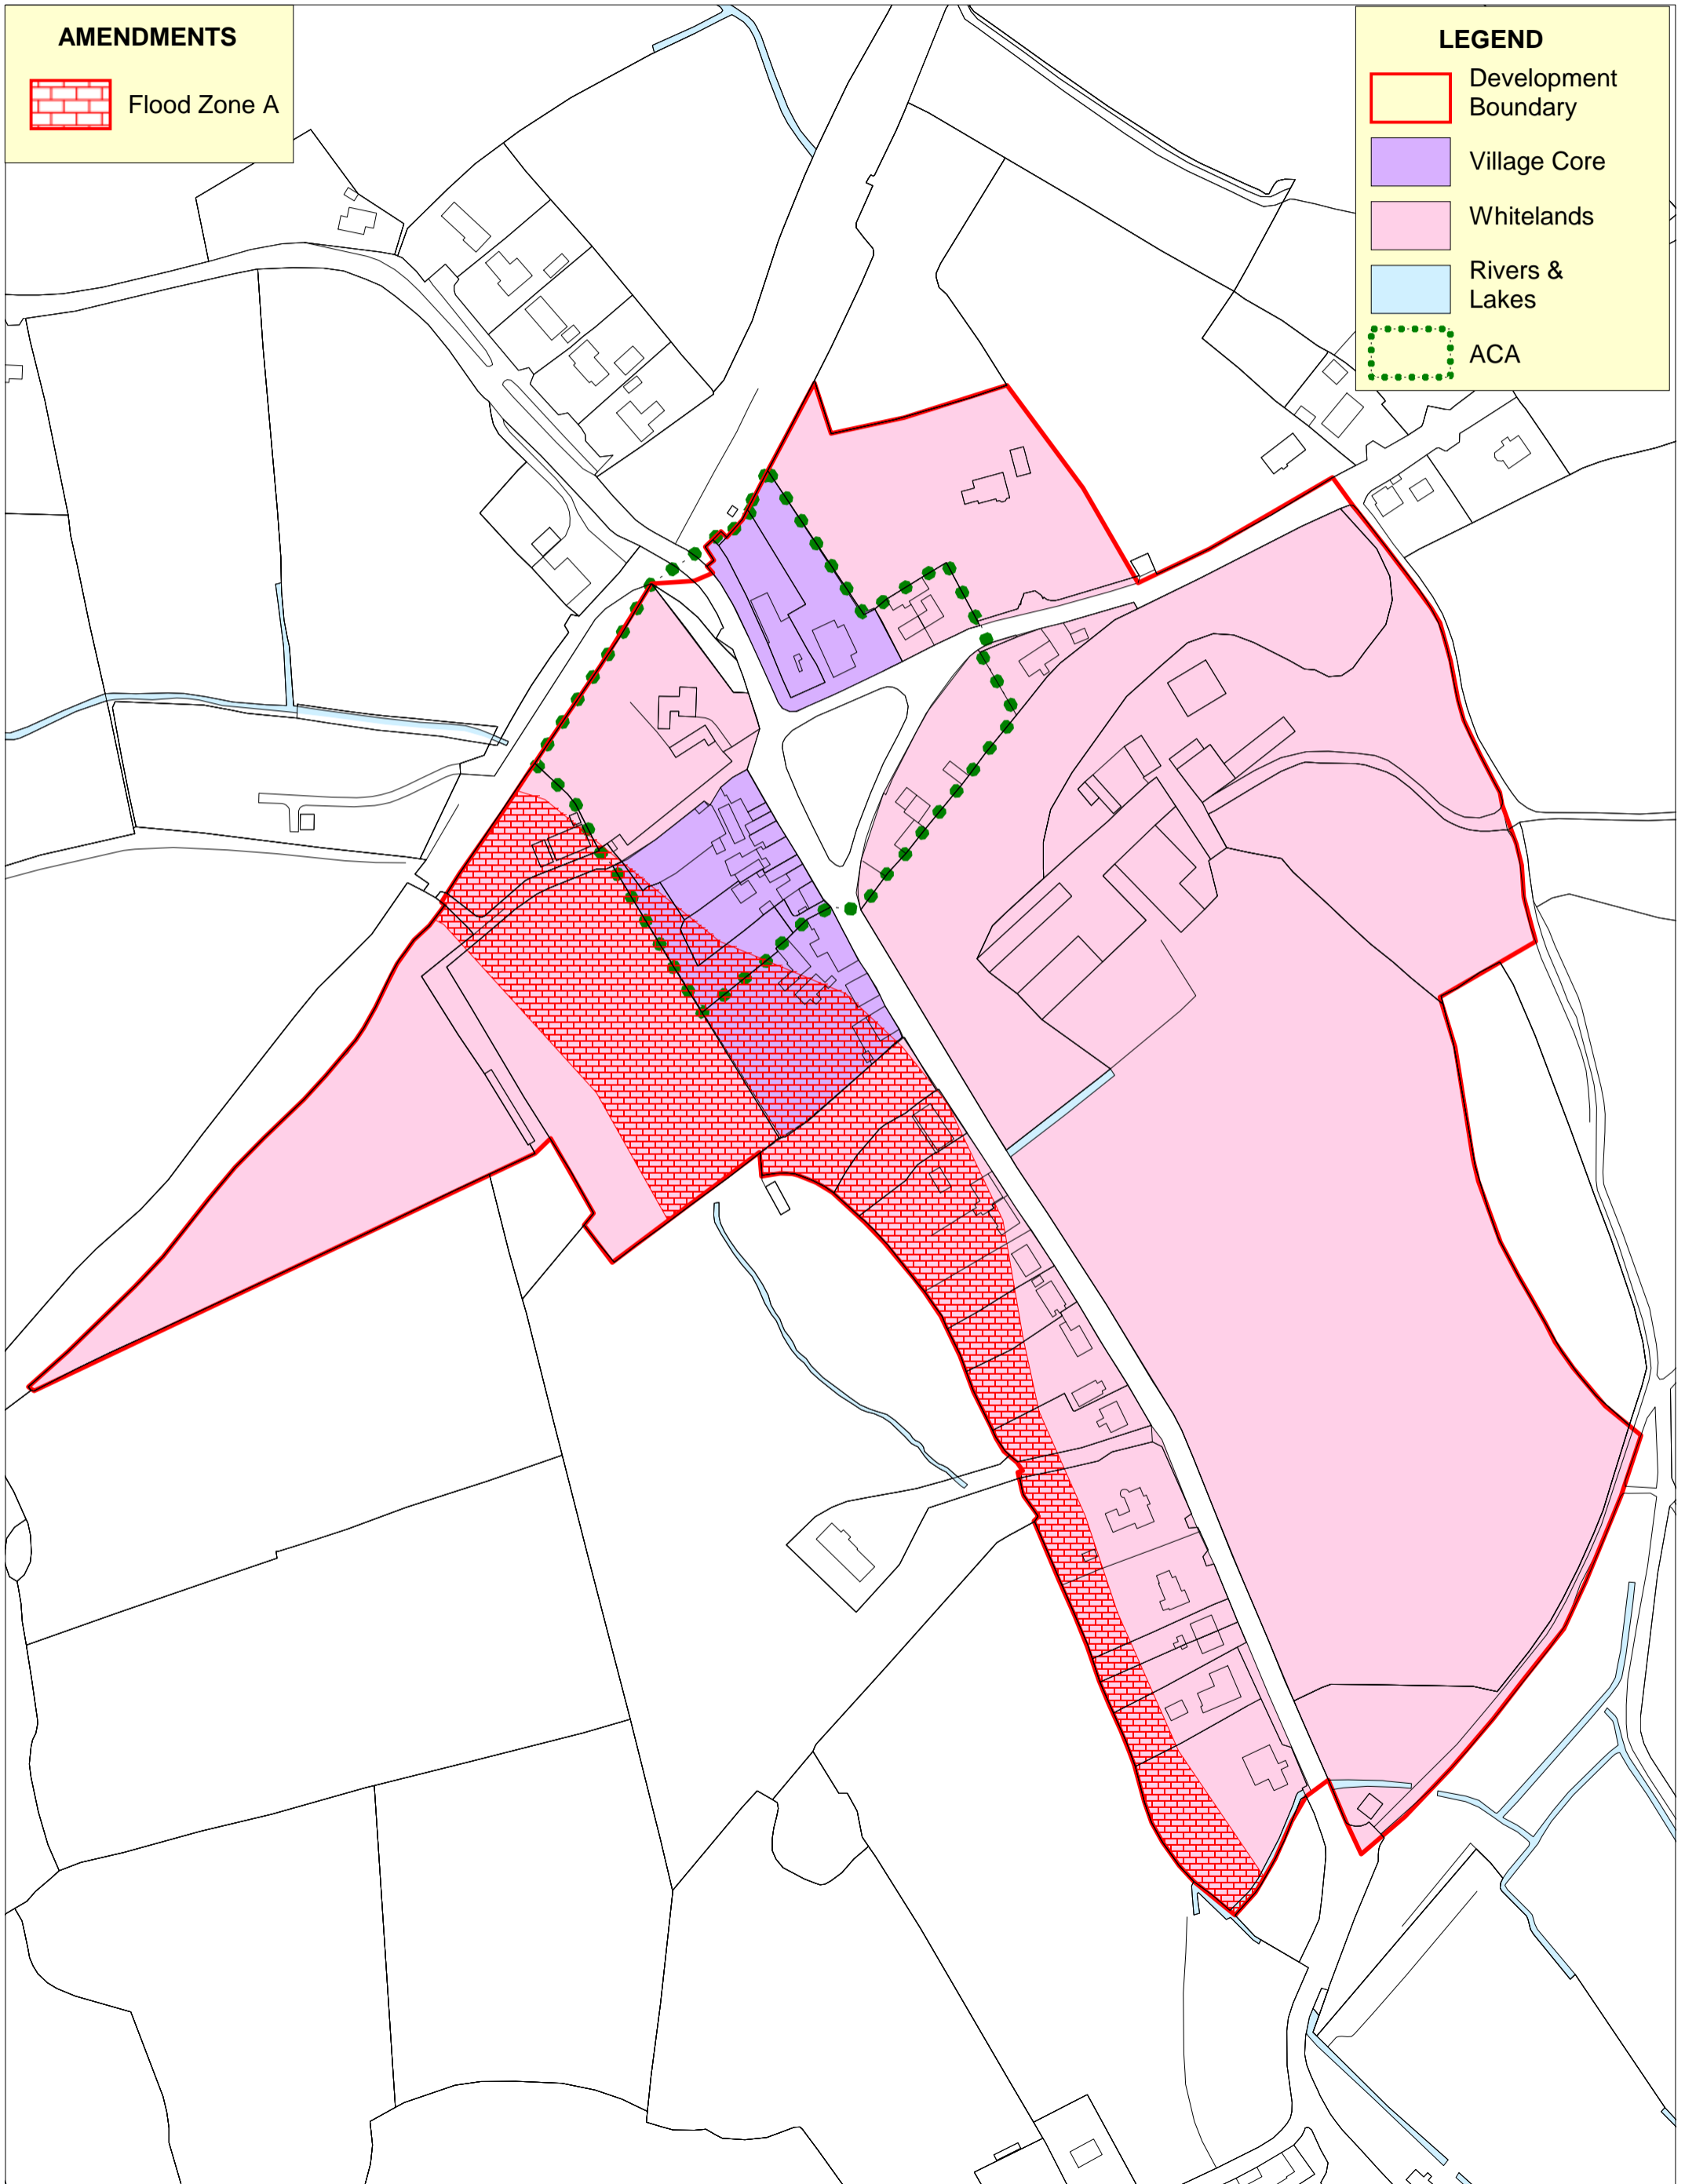 AMENDMENTS
Flood Zone A
LEGEND
Development
Boundary
Village Core
Whitelands
Rivers &
Lakes
ACA